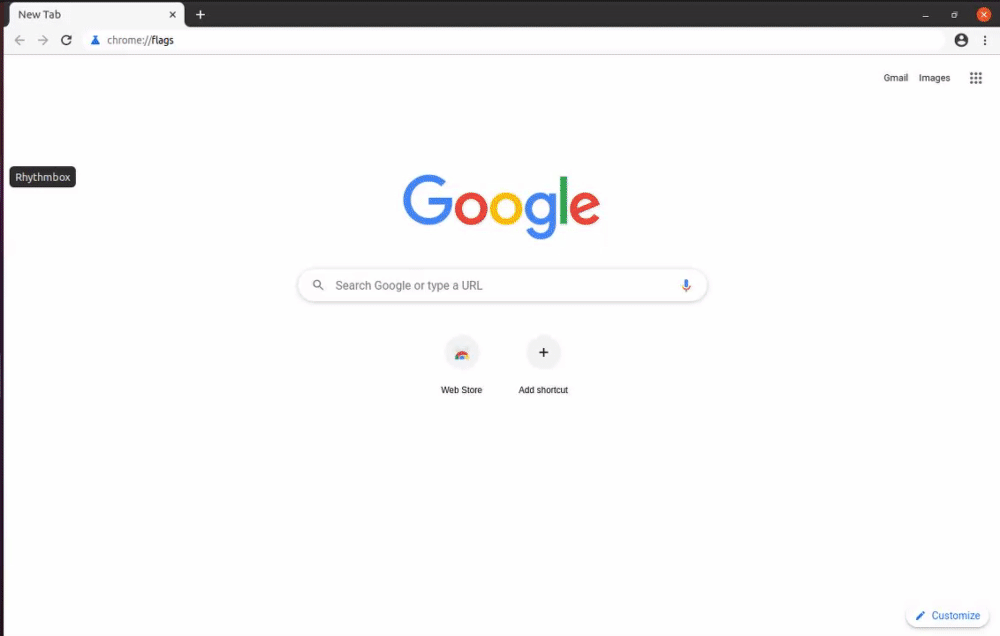 New Tab
chrome://flags
Gmail Images
Rhythmbox
Google
Search Google or type a URL
Web Store Add shortcut
Customize